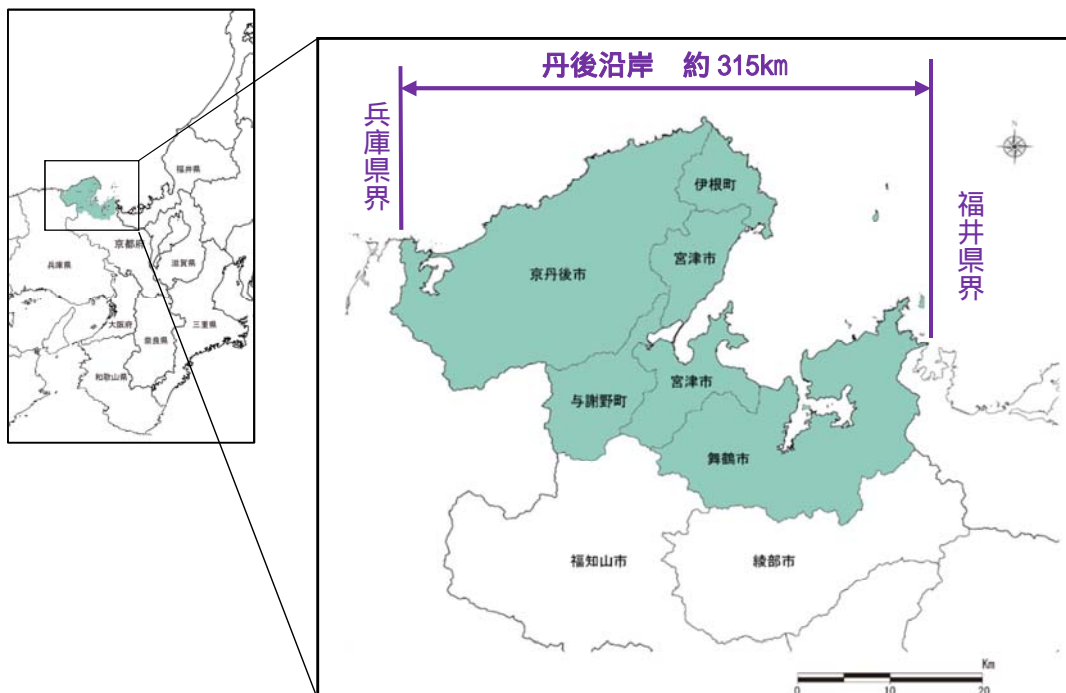 丹後沿岸 約 315㎞
兵庫県界
福井県界
N
伊根町
宮津市
京丹後市
与謝野町
宮津市
舞鶴市
福知山市
綾部市
Km
0 10 20
福井県
京都府
兵庫県
滋賀県
大阪府
三重県
奈良県
和歌山県